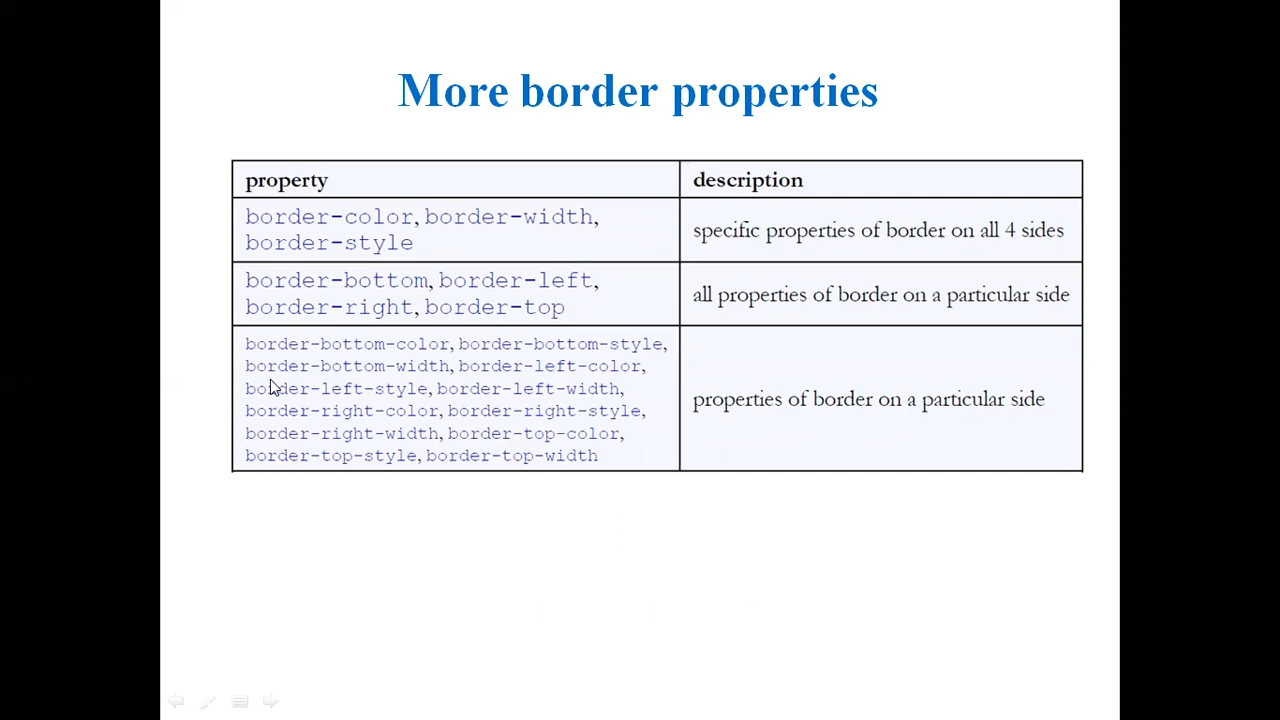 More border properties
property description
border-color, border-width,
border-style
specific properties of border on all 4 sides
border-bottom, border-left,
border-right, border-top
all properties of border on a particular side
border-bottom-color, border-bottom-style,
border-bottom-width, border-left-color,
border-left-style, border-left-width,
border-right-color, border-right-style,
border-right-width, border-top-color,
border-top-style, border-top-width
properties of border on a particular side